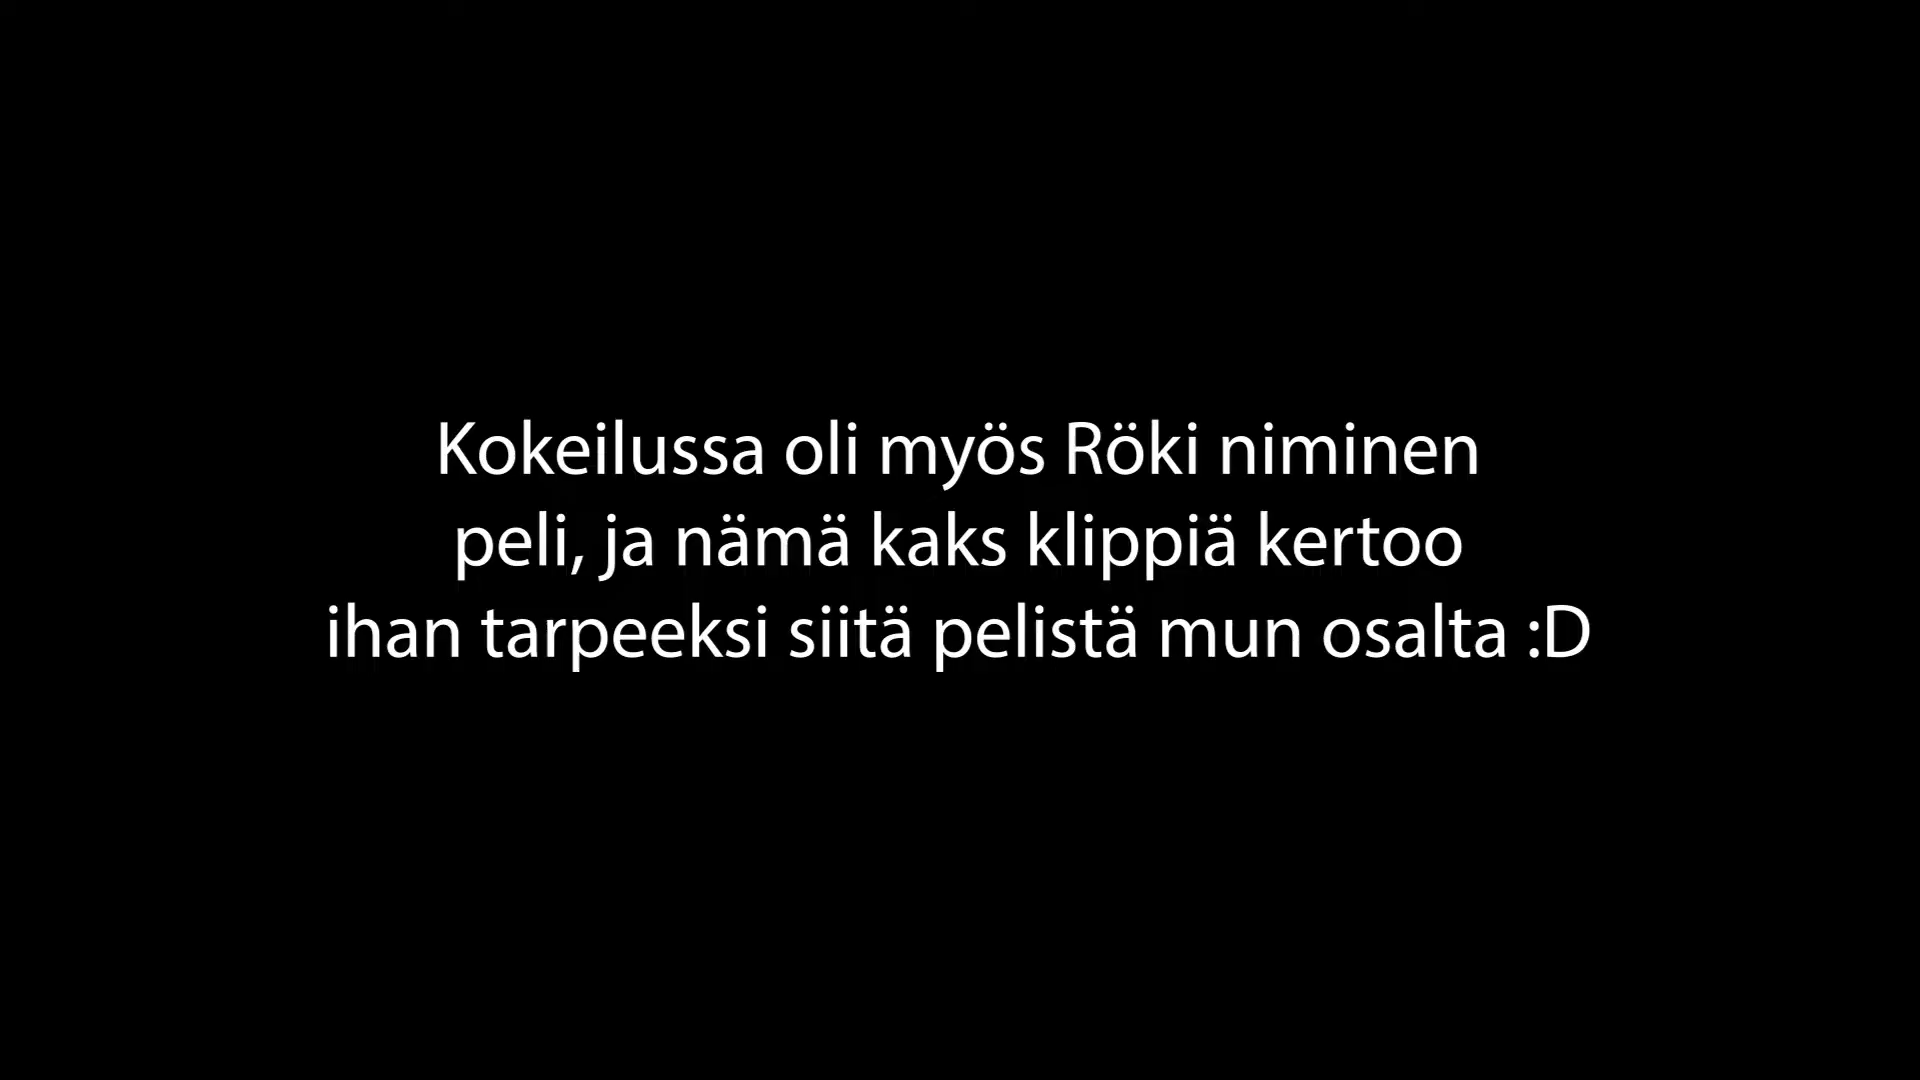 Kokeilussa oli myös Röki niminen
peli, ja nämä kaks klippiä kertoo
ihan tarpeeksi siitä pelistä mun osalta :D